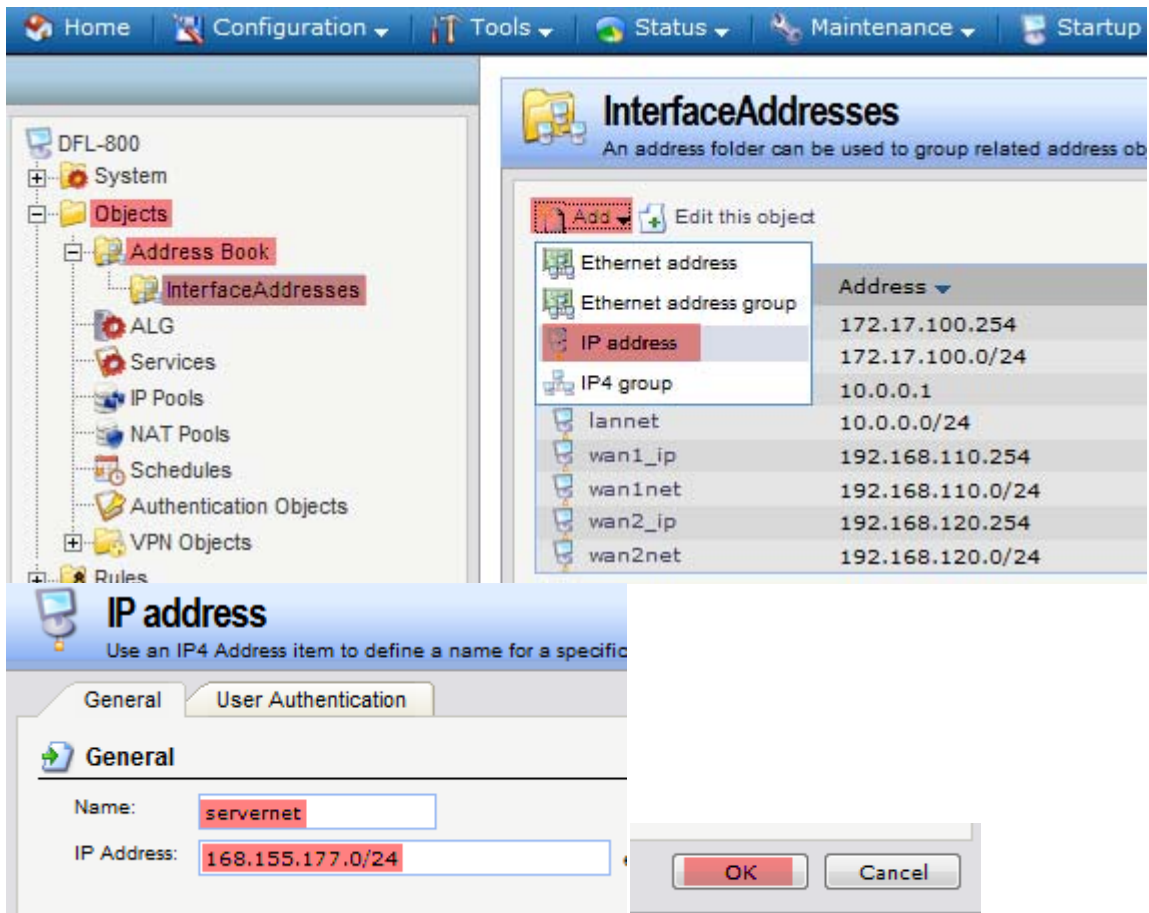 Home Configuration Tools Status Maintenance Startup
DFL-800
System
Objects
Address Book
InterfaceAddresses
ALG
Services
IP Pools
NAT Pools
Schedules
Authentication Objects
VPN Objects
Rules
InterfaceAddresses
An address folder can be used to group related address ob
Add Edit this object
Ethernet address
Ethernet address group
IP address
IP4 group
Address
172.17.100.254
172.17.100.0/24
10.0.0.1
lannet 10.0.0.0/24
wan1_ip 192.168.110.254
wan1net 192.168.110.0/24
wan2_ip 192.168.120.254
wan2net 192.168.120.0/24
IP address
Use an IP4 Address item to define a name for a specific
General User Authentication
General
Name: servernet
IP Address: 168.155.177.0/24
OK Cancel